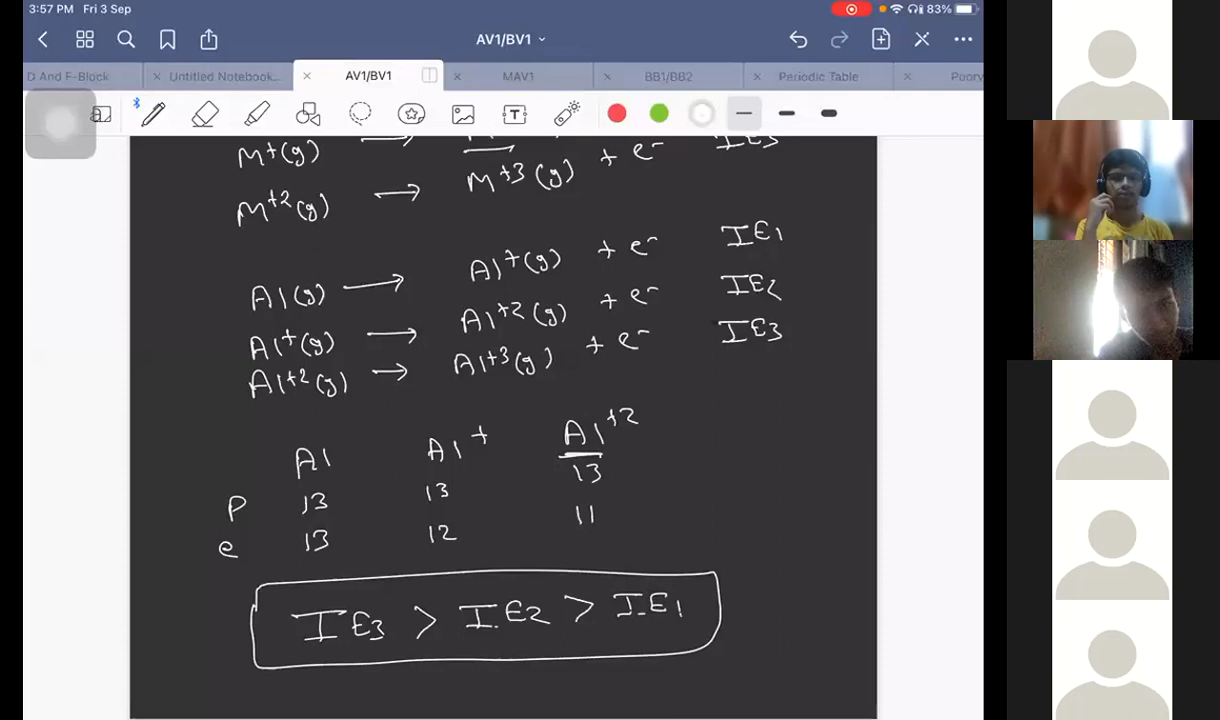 3:57 PM Fri 3 Sep
83%
AV1/BV1
D And F-Block
Untitled Notebook...
AV1/BV1
MAV1
BB1/BB2
Periodic Table
Poorv
T
M+(g) + e- IE3
M+2(g) M+3(g)
Al(g) Al+(g) + e- IE1
Al+(g) Al+2(g) + e- IE2
Al+2(g) Al+3(g) + e- IE3
Al Al+ Al+2
P 13 13 13
e 13 12 11
IE3 > IE2 > IE1